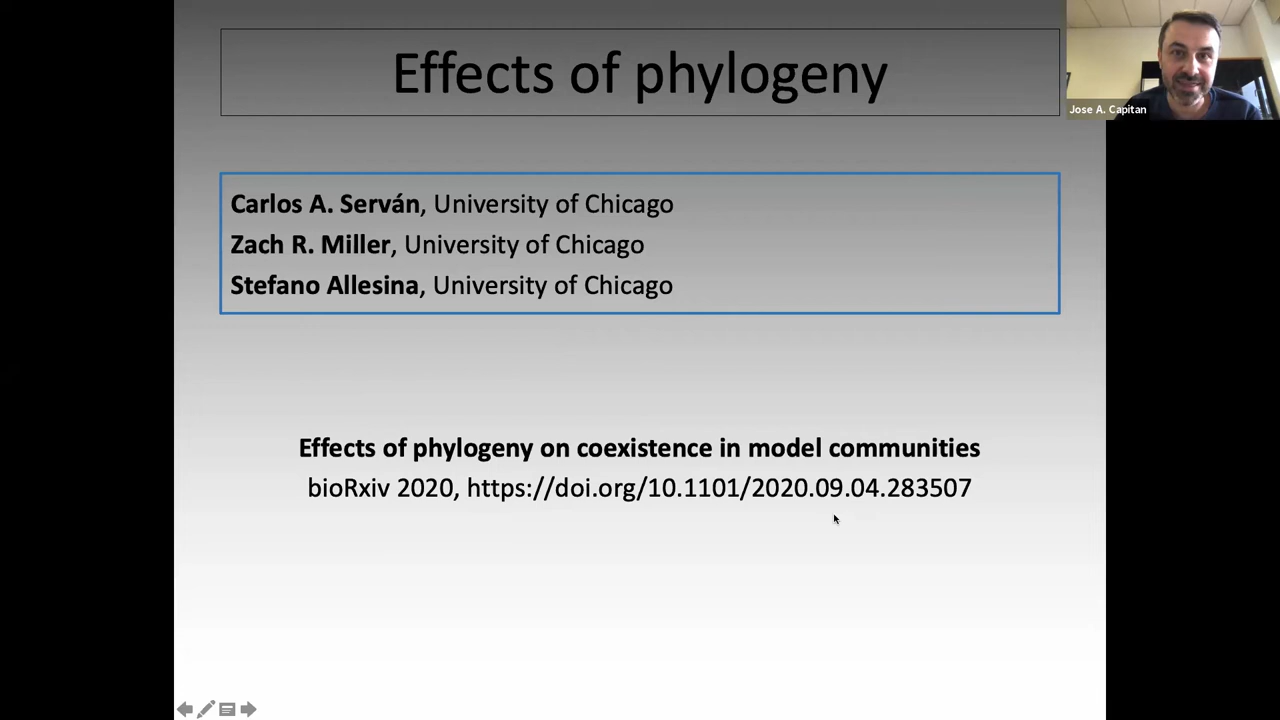 Effects of phylogeny
Jose A. Capitan
Carlos A. Serván, University of Chicago
Zach R. Miller, University of Chicago
Stefano Allesina, University of Chicago
Effects of phylogeny on coexistence in model communities
bioRxiv 2020, https://doi.org/10.1101/2020.09.04.283507